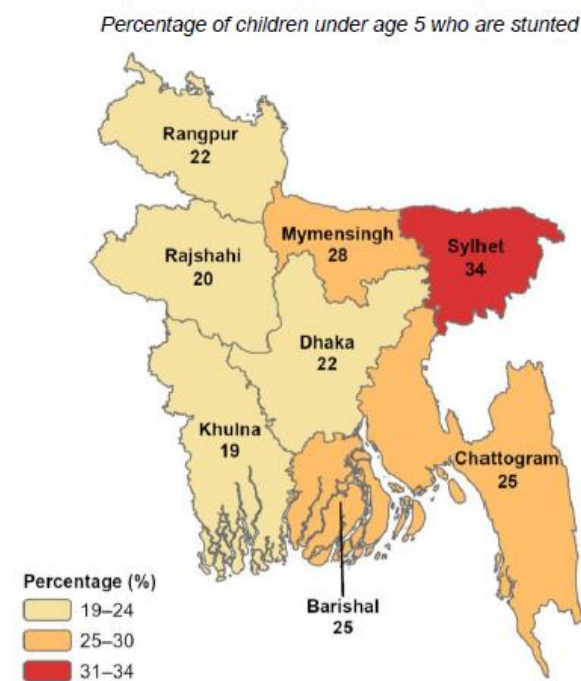 Percentage of children under age 5 who are stunted
Rangpur
22
Mymensingh
28
Sylhet
34
Rajshahi
20
Dhaka
22
Khulna
19
Chattogram
25
Barishal
25
Percentage (%)
19–24
25–30
31–34